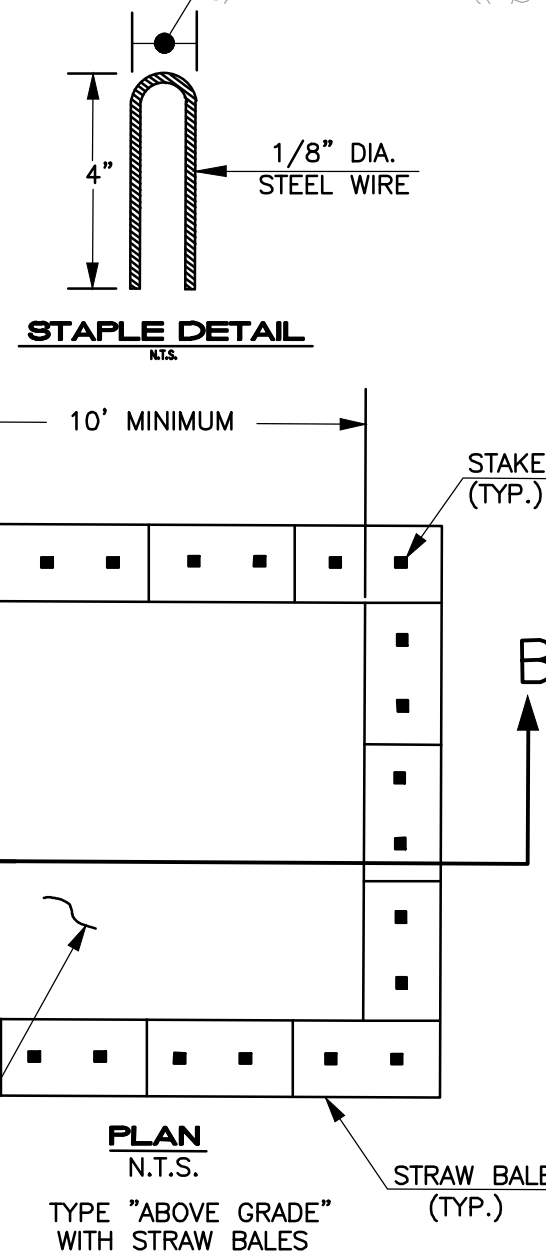 4"
1/8" DIA.
STEEL WIRE
STAPLE DETAIL
N.T.S.
10' MINIMUM
STAKE
(TYP.)
B
PLAN
N.T.S.
STRAW BALE
(TYP.)
TYPE "ABOVE GRADE"
WITH STRAW BALES